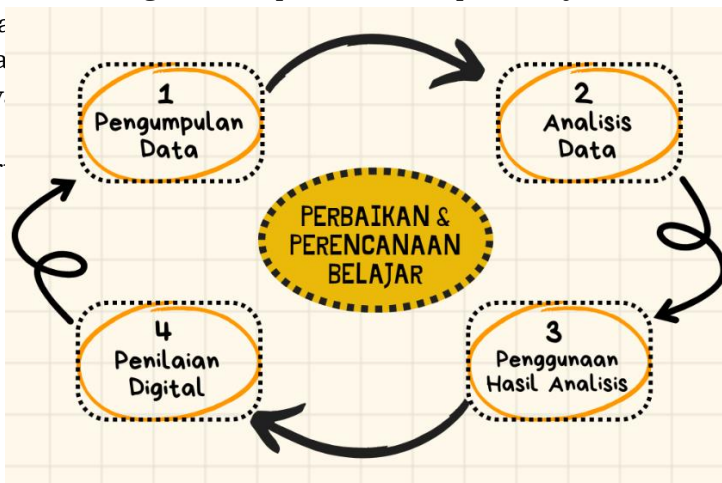 1
Pengumpulan
Data
2
Analisis
Data
PERBAIKAN &
PERENCANAAN
BELAJAR
3
Penggunaan
Hasil Analisis
4
Penilaian
Digital